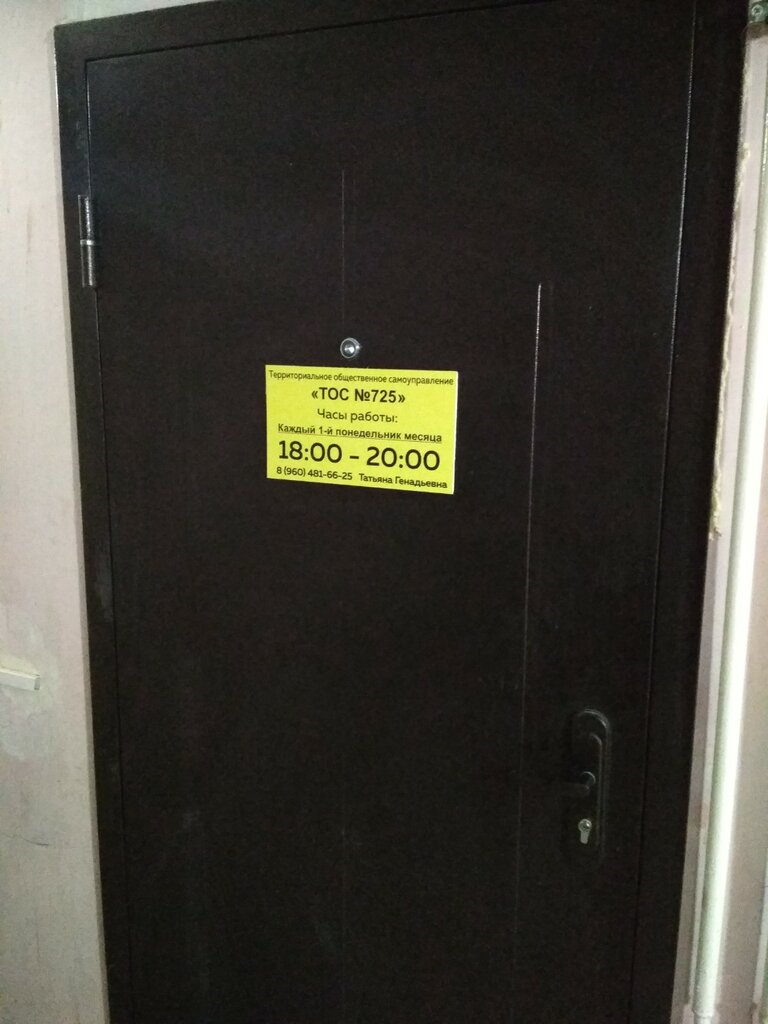 Территориальное общественное самоуправление
«ТОС №725»
Часы работы:
Каждый 1-й понедельник месяца
18:00 - 20:00
8 (960) 481-66-25 Татьяна Генадьевна